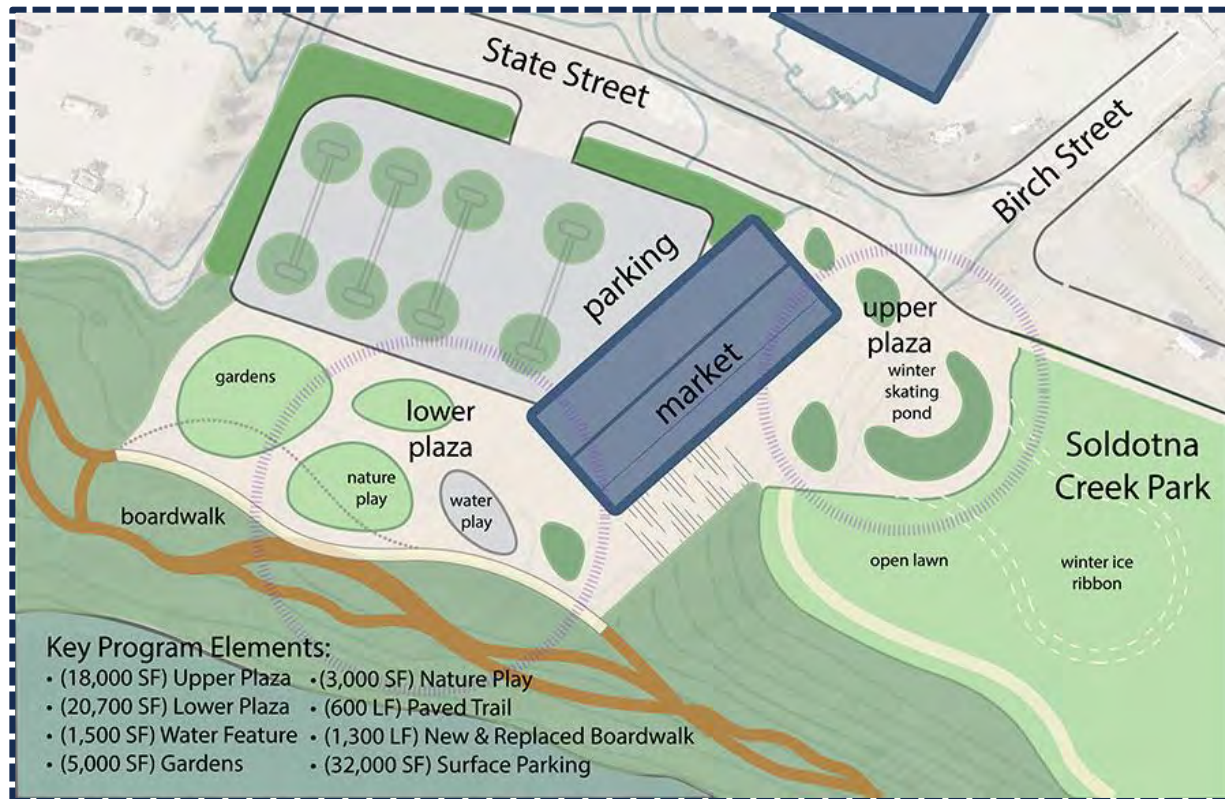 State Street
Birch Street
parking
market
upper
plaza
winter
skating
pond
gardens
lower
plaza
nature
play
water
play
boardwalk
Soldotna
Creek Park
open lawn
winter ice
ribbon
Key Program Elements:
• (18,000 SF) Upper Plaza
• (20,700 SF) Lower Plaza
• (1,500 SF) Water Feature
• (5,000 SF) Gardens
• (3,000 SF) Nature Play
• (600 LF) Paved Trail
• (1,300 LF) New & Replaced Boardwalk
• (32,000 SF) Surface Parking